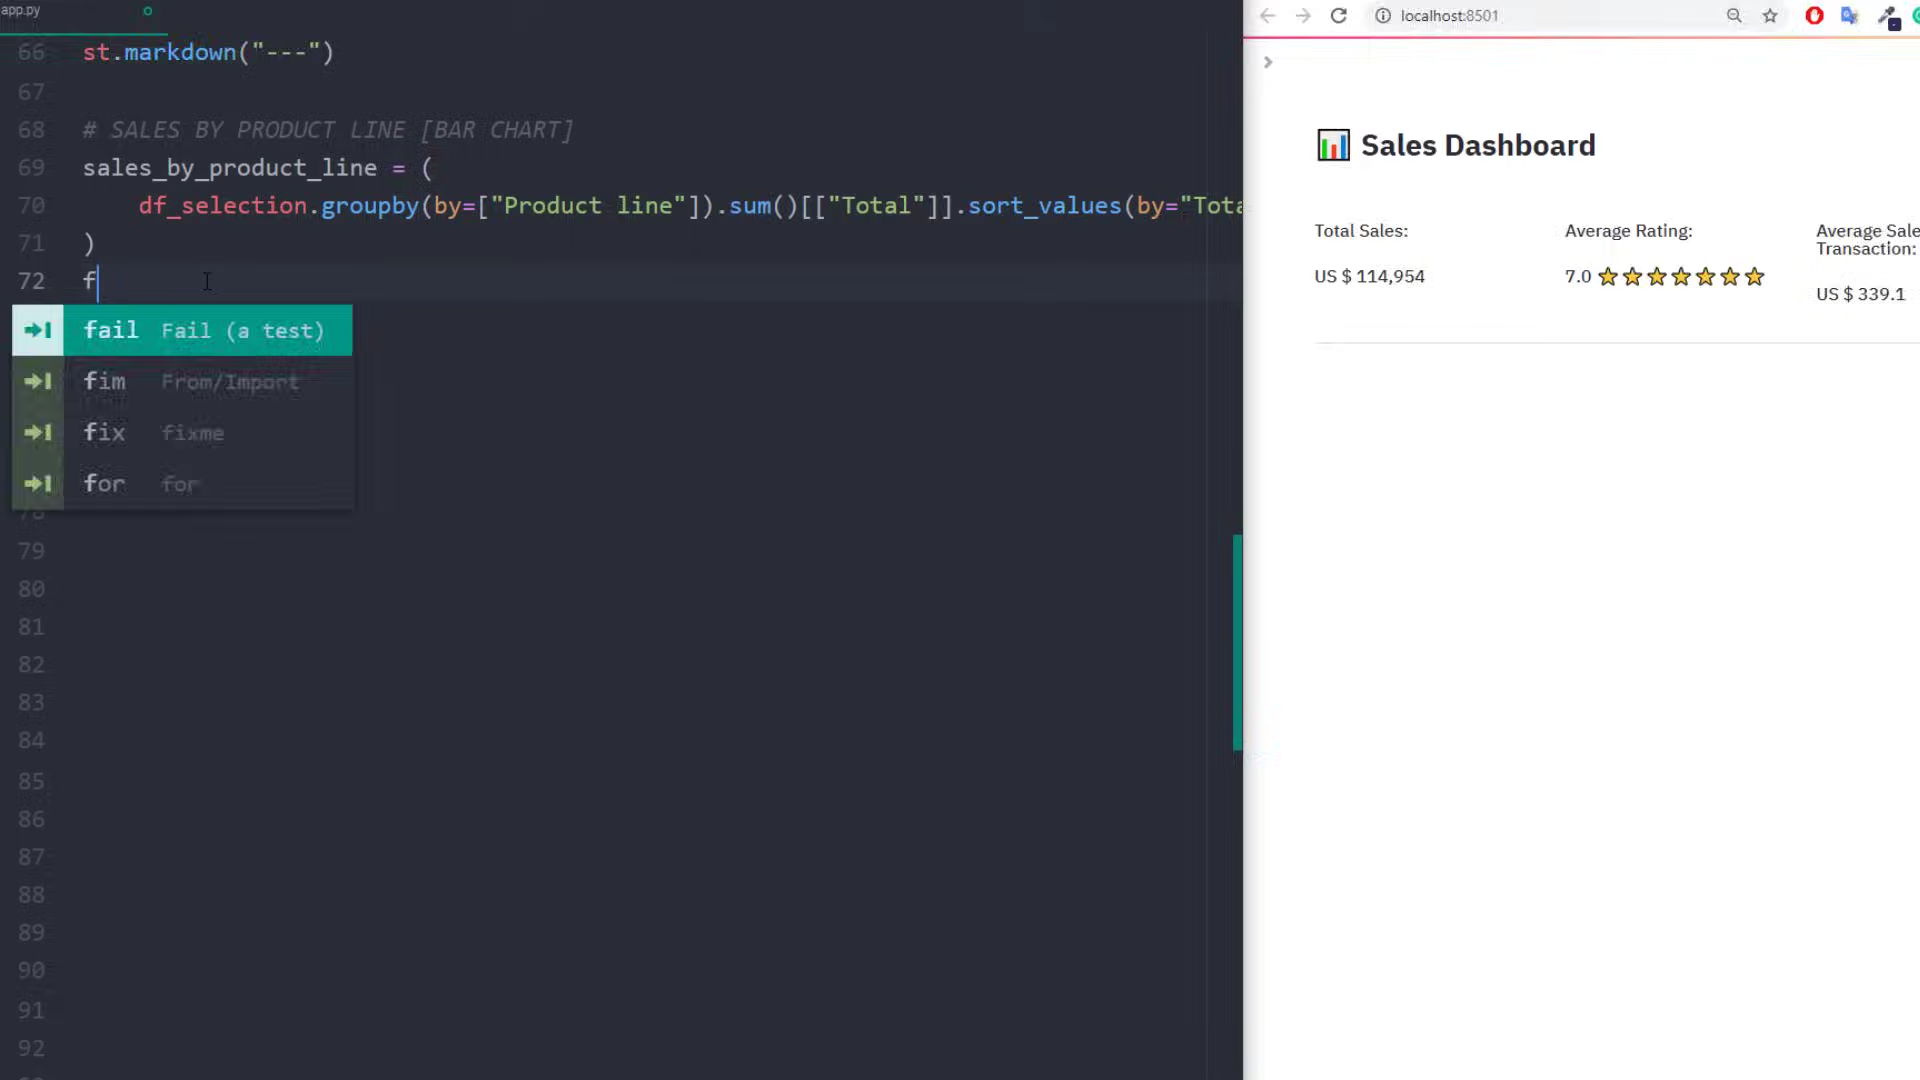 app.py
66 st.markdown("---")
67
68 # SALES BY PRODUCT LINE [BAR CHART]
69 sales_by_product_line = (
70 df_selection.groupby(by=["Product line"]).sum()[["Total"]].sort_values(by="Tota
71 )
72 f
fail Fail (a test)
fim From/Import
fix fixme
for for
78
79
80
81
82
83
84
85
86
87
88
89
90
91
92
localhost:8501
📊 Sales Dashboard
Total Sales:
US $ 114,954
Average Rating:
7.0 ⭐⭐⭐⭐⭐⭐⭐
Average Sale
Transaction:
US $ 339.1